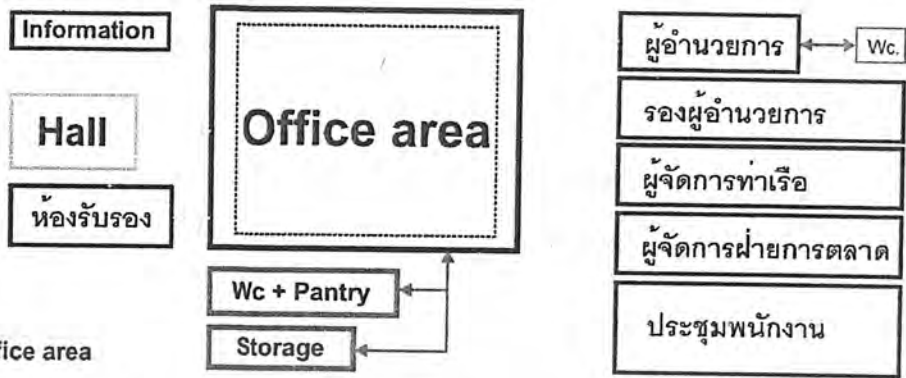 Information
Hall
ห้องรับรอง
Office area
Wc + Pantry
Storage
ผู้อำนวยการ
Wc.
รองผู้อำนวยการ
ผู้จัดการท่าเรือ
ผู้จัดการฝ่ายการตลาด
ประชุมพนักงาน
fice area